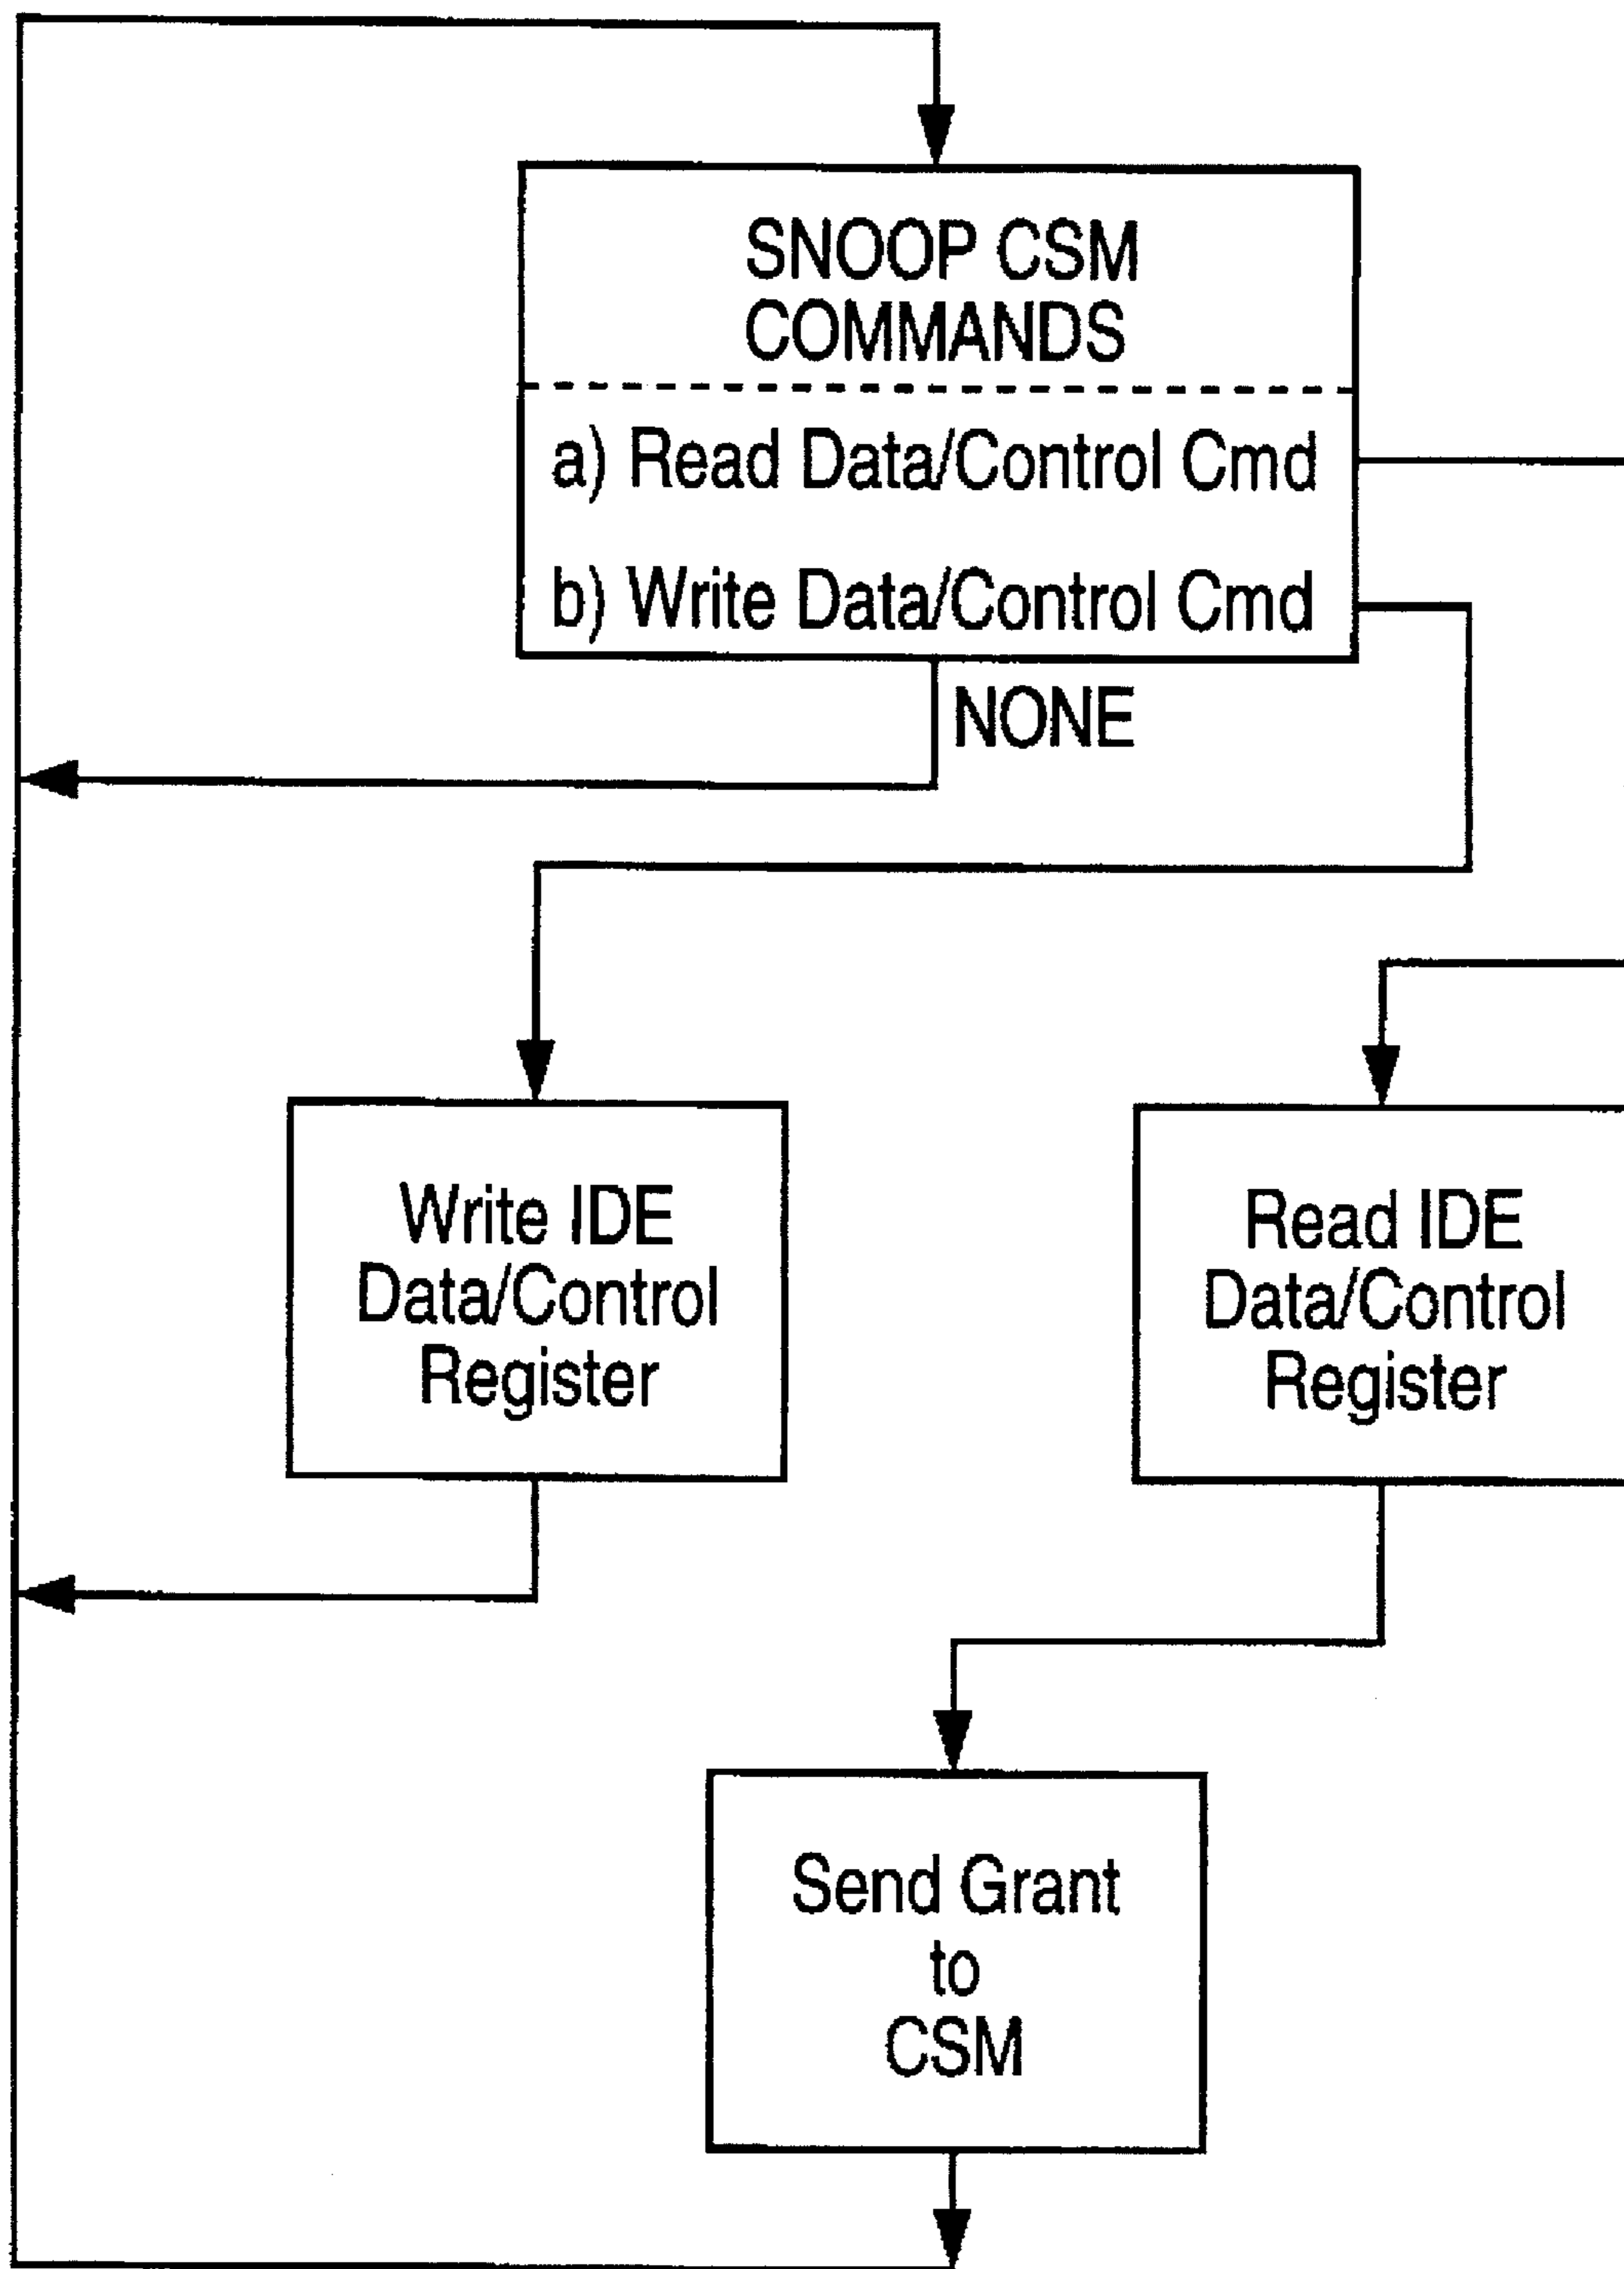 SNOOP CSM
COMMANDS
a) Read Data/Control Cmd
b) Write Data/Control Cmd
NONE
Write IDE
Data/Control
Register
Read IDE
Data/Control
Register
Send Grant
to
CSM